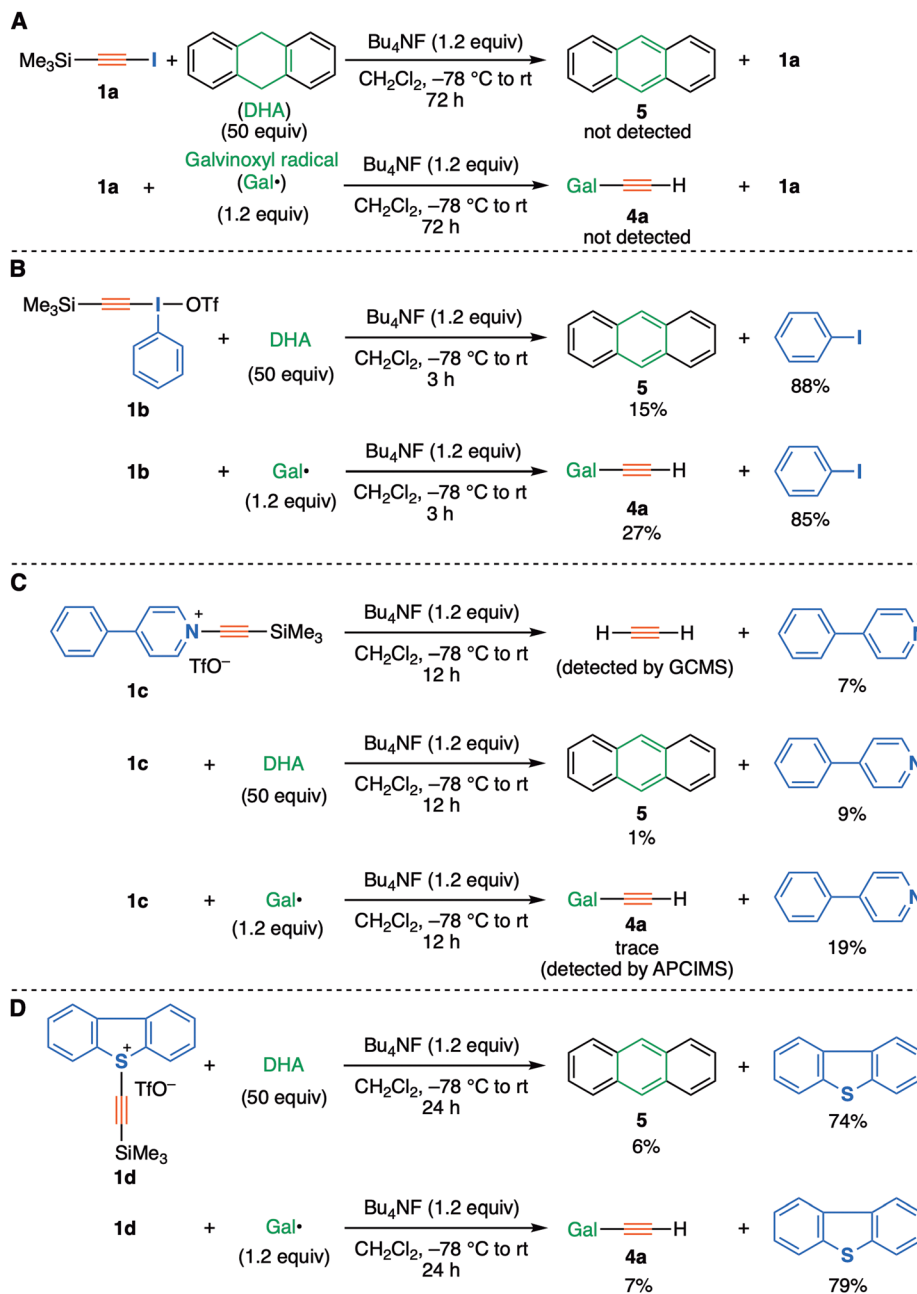 A
Me3Si I + Bu4NF (1.2 equiv) + 1a
1a (DHA) CH2Cl2, –78 °C to rt 5
(50 equiv) 72 h not detected
Galvinoxyl radical
1a + (Gal•) Bu4NF (1.2 equiv) Gal H + 1a
(1.2 equiv) CH2Cl2, –78 °C to rt 4a
72 h not detected
B
Me3Si I OTf
+ DHA Bu4NF (1.2 equiv) + I
(50 equiv) CH2Cl2, –78 °C to rt 5 88%
1b 3 h 15%
1b + Gal• Bu4NF (1.2 equiv) Gal H + I
(1.2 equiv) CH2Cl2, –78 °C to rt 4a 85%
3 h 27%
C
N + SiMe3 Bu4NF (1.2 equiv) H H + N
TfO– CH2Cl2, –78 °C to rt (detected by GCMS)
1c 12 h 7%
1c + DHA Bu4NF (1.2 equiv) + N
(50 equiv) CH2Cl2, –78 °C to rt 5 9%
12 h 1%
1c + Gal• Bu4NF (1.2 equiv) Gal H + N
(1.2 equiv) CH2Cl2, –78 °C to rt 4a 19%
12 h trace
(detected by APCIMS)
D
S + TfO– + DHA Bu4NF (1.2 equiv) + S
(50 equiv) CH2Cl2, –78 °C to rt 5 74%
SiMe3 24 h 6%
1d
1d + Gal• Bu4NF (1.2 equiv) Gal H + S
(1.2 equiv) CH2Cl2, –78 °C to rt 4a 79%
24 h 7%